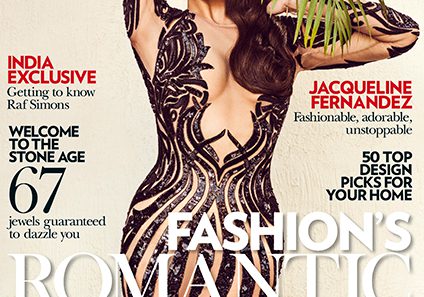 INDIA
EXCLUSIVE
Getting to know
Raf Simons
WELCOME
TO THE
STONE AGE
67
jewels guaranteed
to dazzle you
JACQUELINE
FERNANDEZ
Fashionable, adorable,
unstoppable
50 TOP
DESIGN
PICKS FOR
YOUR HOME
FASHION'S
ROMANTIC